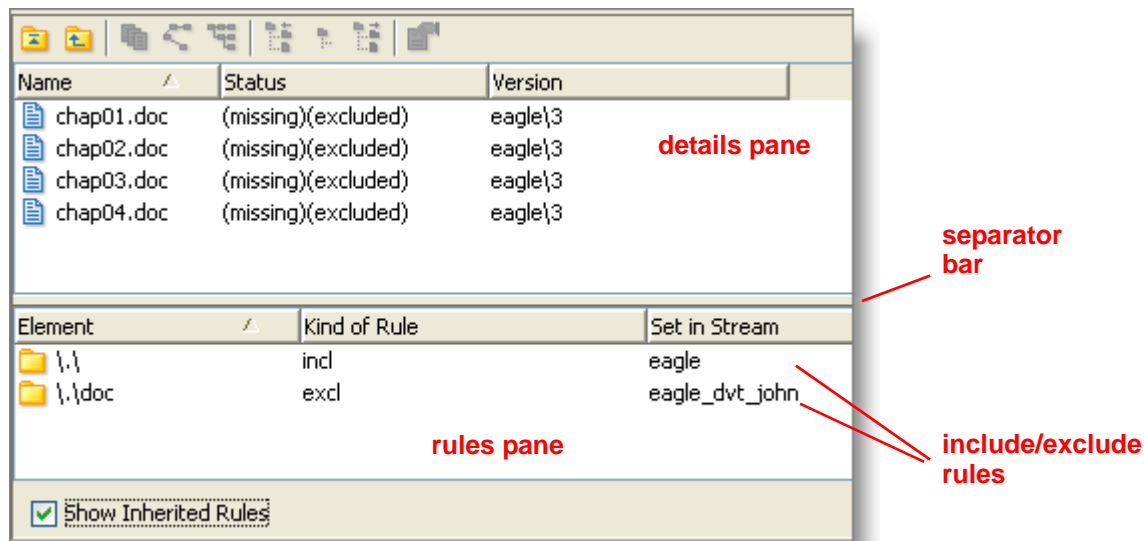 Name Status Version
chap01.doc (missing)(excluded) eagle\3
chap02.doc (missing)(excluded) eagle\3
details pane
chap03.doc (missing)(excluded) eagle\3
chap04.doc (missing)(excluded) eagle\3
separator
bar
Element Kind of Rule Set in Stream
\.\ incl eagle
\.\doc excl eagle_dvt_john
rules pane
include/exclude
rules
Show Inherited Rules